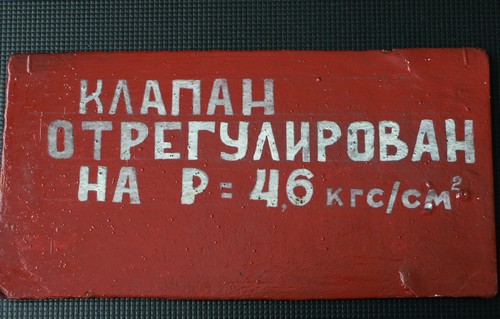 КЛАПАН
ОТРЕГУЛИРОВАН
НА Р = 4,6 кгс/см²